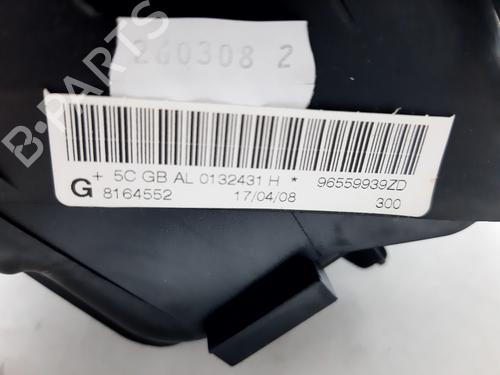 260308 2
B-PARTS
+ 5C GB AL 0132431 H * 96559939ZD
G 8164552 17/04/08 300